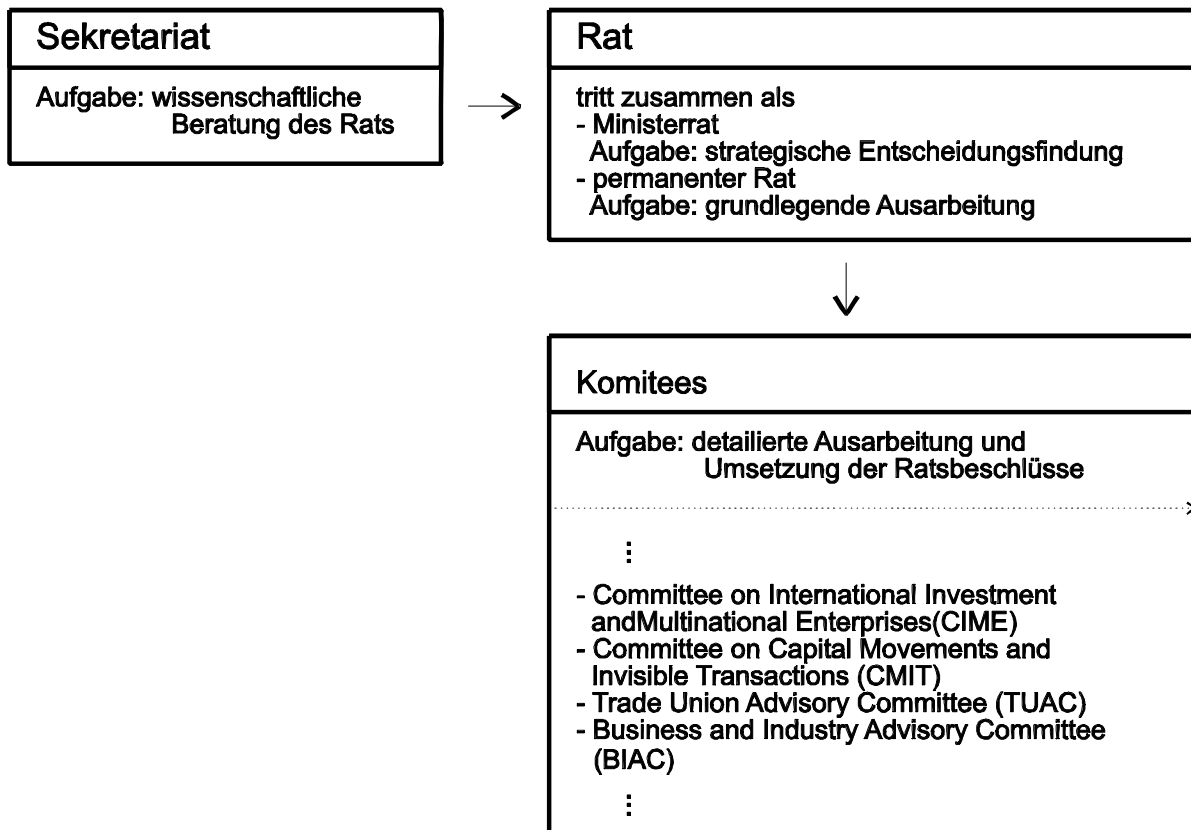 Sekretariat
Aufgabe: wissenschaftliche
Beratung des Rats
Rat
tritt zusammen als
- Ministerrat
Aufgabe: strategische Entscheidungsfindung
- permanenter Rat
Aufgabe: grundlegende Ausarbeitung
Komitees
Aufgabe: detailierte Ausarbeitung und
Umsetzung der Ratsbeschlüsse
⋮
- Committee on International Investment
andMultinational Enterprises(CIME)
- Committee on Capital Movements and
Invisible Transactions (CMIT)
- Trade Union Advisory Committee (TUAC)
- Business and Industry Advisory Committee
(BIAC)
⋮